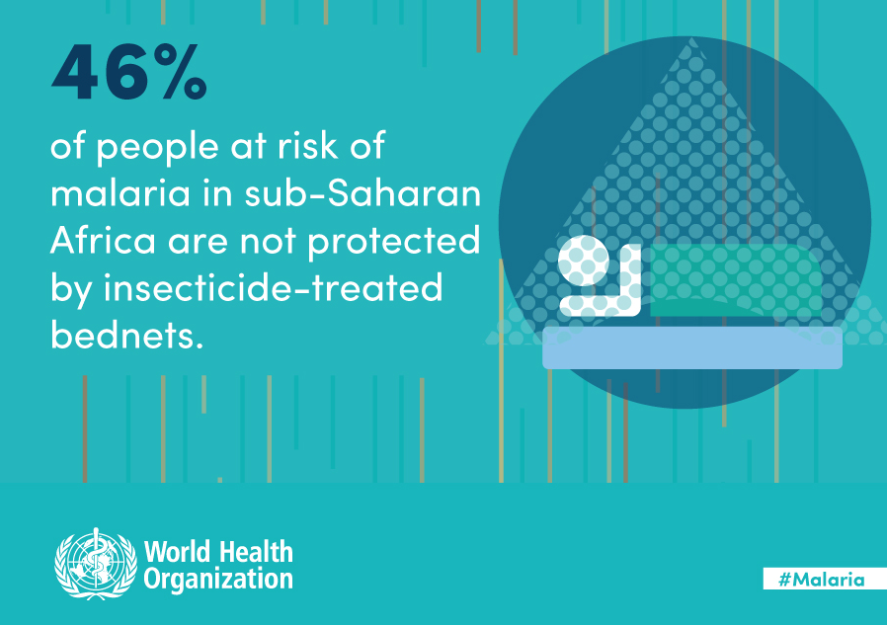 46%
of people at risk of
malaria in sub-Saharan
Africa are not protected
by insecticide-treated
bednets.
World Health
Organization
#Malaria